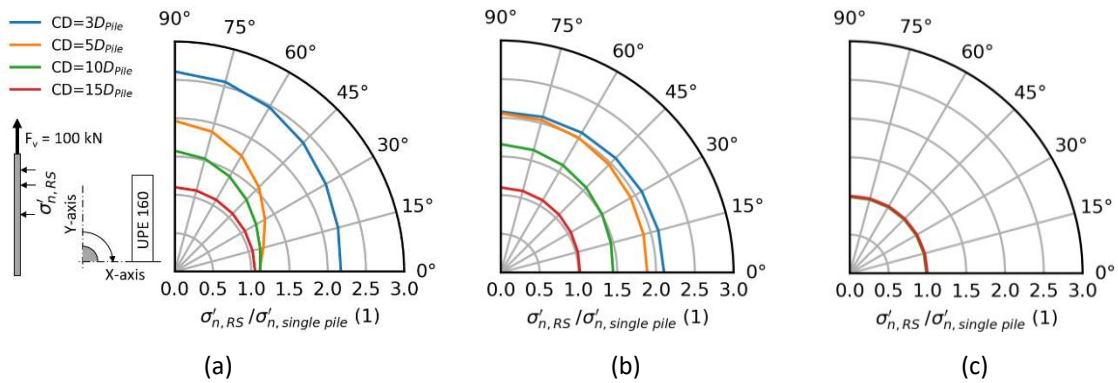 CD=3D_Pile
CD=5D_Pile
CD=10D_Pile
CD=15D_Pile
F_v = 100 kN
σ′_n, RS
Y-axis
X-axis
UPE 160
90°
75°
60°
45°
30°
15°
0°
0.0 0.5 1.0 1.5 2.0 2.5 3.0
σ′_n, RS /σ′_n, single pile (1)
(a)
90°
75°
60°
45°
30°
15°
0°
0.0 0.5 1.0 1.5 2.0 2.5 3.0
σ′_n, RS /σ′_n, single pile (1)
(b)
90°
75°
60°
45°
30°
15°
0°
0.0 0.5 1.0 1.5 2.0 2.5 3.0
σ′_n, RS /σ′_n, single pile (1)
(c)